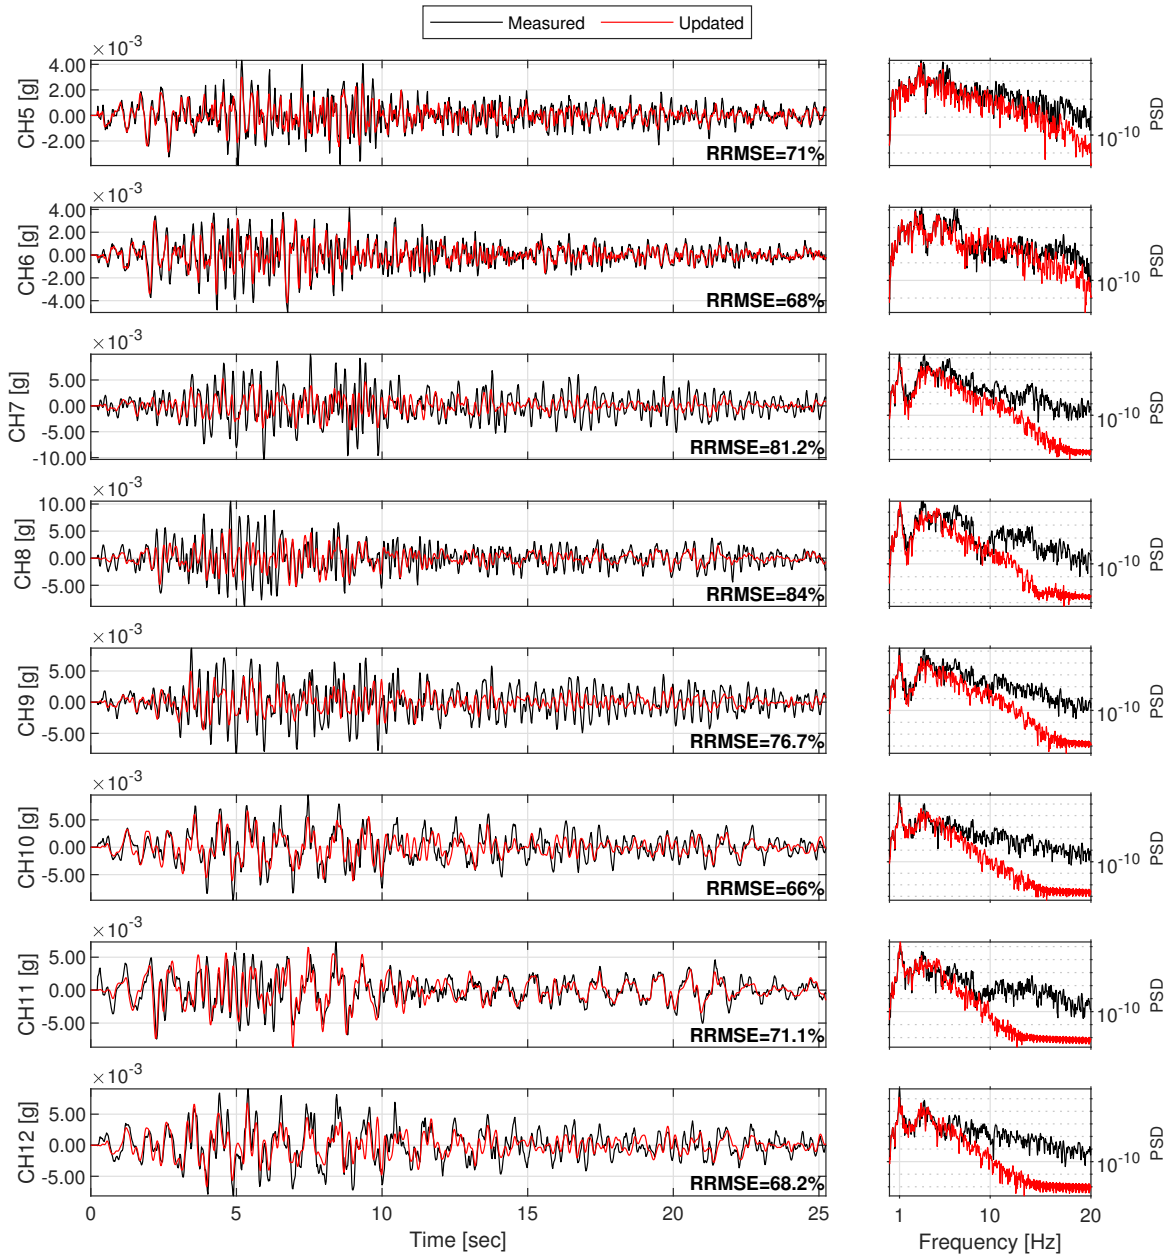 Measured Updated
×10-3
4.00
2.00
0.00
-2.00
CH5 [g]
RRMSE=71%
10-10
PSD
×10-3
4.00
2.00
0.00
-2.00
-4.00
CH6 [g]
RRMSE=68%
10-10
PSD
×10-3
5.00
0.00
-5.00
-10.00
CH7 [g]
RRMSE=81.2%
10-10
PSD
×10-3
10.00
5.00
0.00
-5.00
CH8 [g]
RRMSE=84%
10-10
PSD
×10-3
5.00
0.00
-5.00
CH9 [g]
RRMSE=76.7%
10-10
PSD
×10-3
5.00
0.00
-5.00
CH10 [g]
RRMSE=66%
10-10
PSD
×10-3
5.00
0.00
-5.00
CH11 [g]
RRMSE=71.1%
10-10
PSD
×10-3
5.00
0.00
-5.00
CH12 [g]
RRMSE=68.2%
10-10
PSD
0 5 10 15 20 25
Time [sec]
1 10 20
Frequency [Hz]